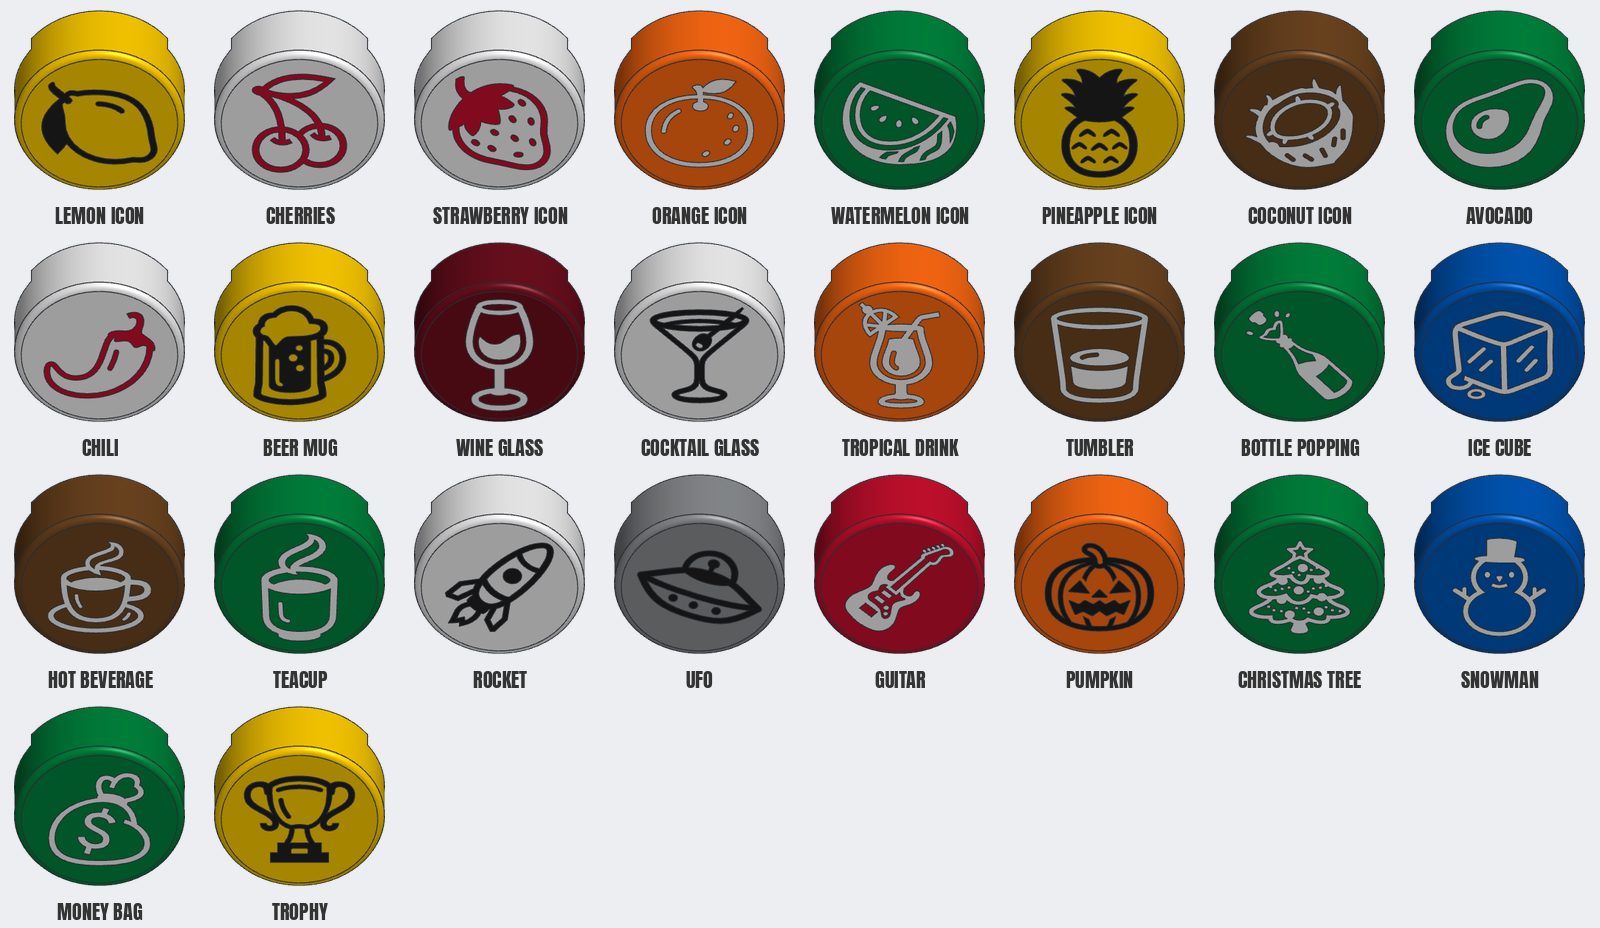 LEMON ICON
CHERRIES
STRAWBERRY ICON
ORANGE ICON
WATERMELON ICON
PINEAPPLE ICON
COCONUT ICON
AVOCADO
CHILI
BEER MUG
WINE GLASS
COCKTAIL GLASS
TROPICAL DRINK
TUMBLER
BOTTLE POPPING
ICE CUBE
HOT BEVERAGE
TEACUP
ROCKET
UFO
GUITAR
PUMPKIN
CHRISTMAS TREE
SNOWMAN
$
MONEY BAG
TROPHY